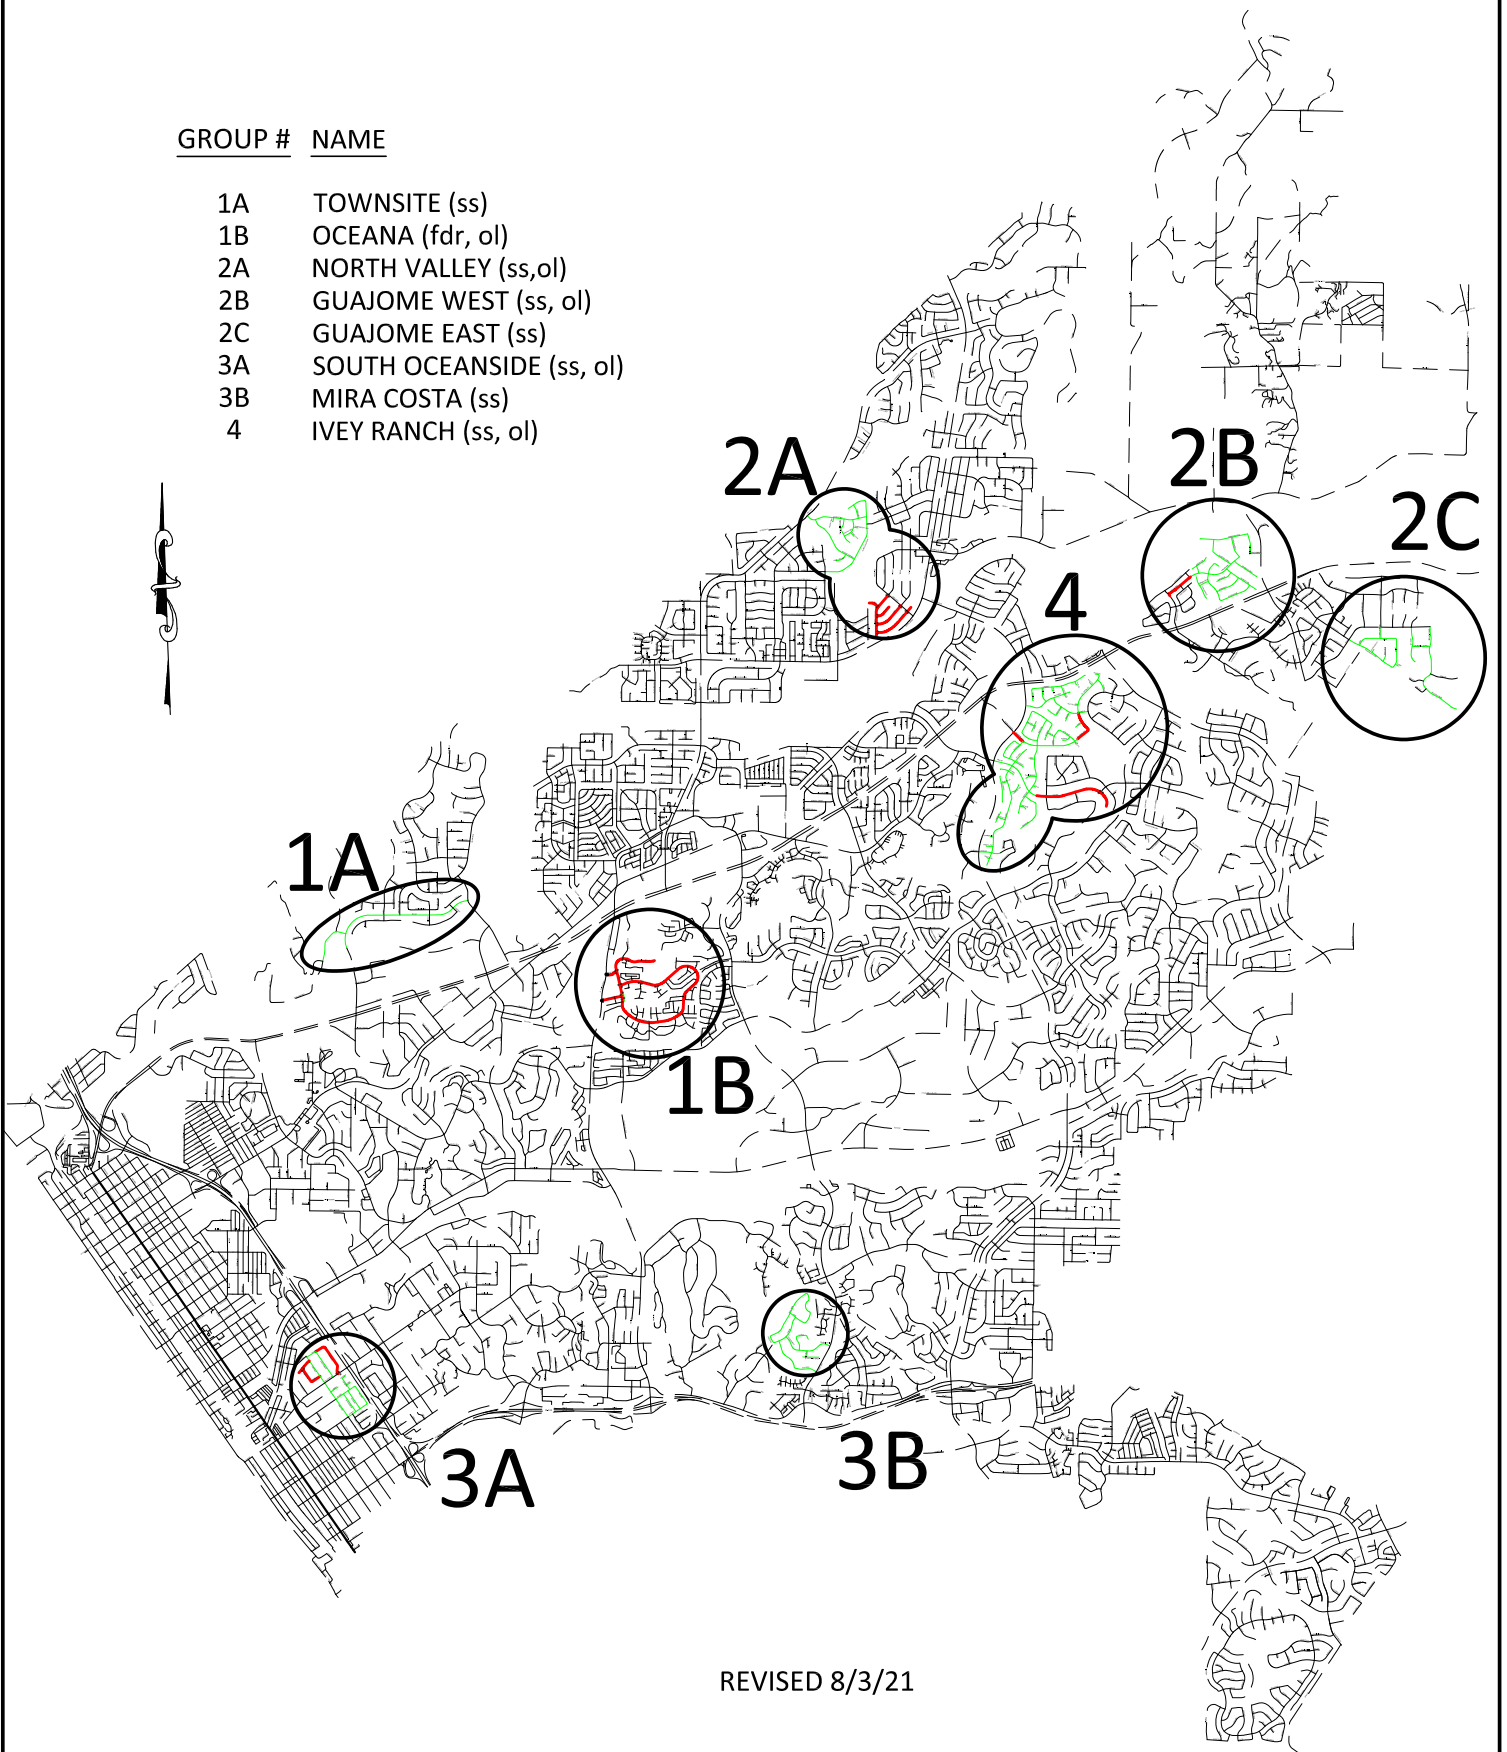 GROUP # NAME
1A TOWNSITE (ss)
1B OCEANA (fdr, ol)
2A NORTH VALLEY (ss,ol)
2B GUAJOME WEST (ss, ol)
2C GUAJOME EAST (ss)
3A SOUTH OCEANSIDE (ss, ol)
3B MIRA COSTA (ss)
4 IVEY RANCH (ss, ol)
2A
2B
2C
4
1A
1B
3A
3B
REVISED 8/3/21